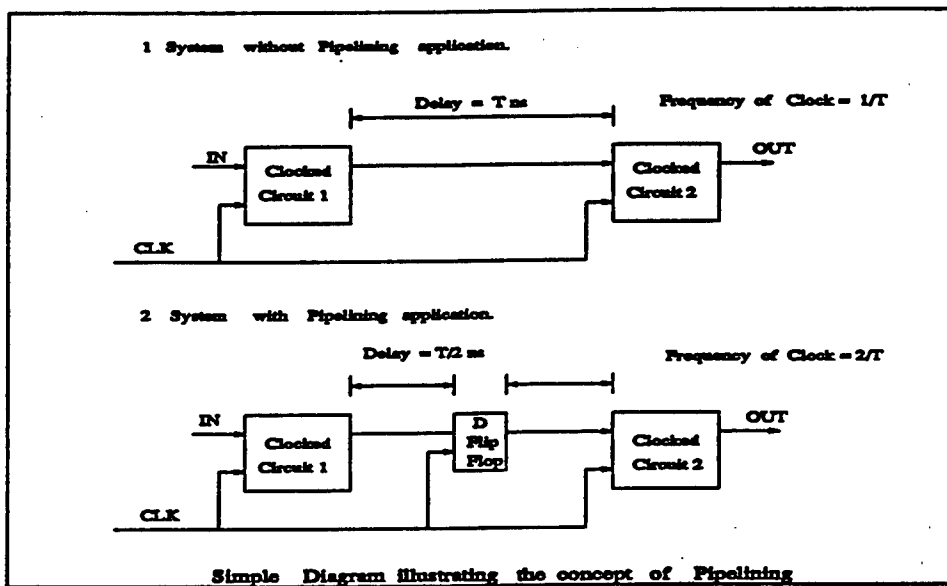 1 System without Pipelining application.
Delay = T ns
Frequency of Clock = 1/T
IN
Clocked
Circuit 1
Clocked
Circuit 2
OUT
CLK
2 System with Pipelining application.
Delay = T/2 ns
Frequency of Clock = 2/T
IN
Clocked
Circuit 1
D
Flip
Flop
Clocked
Circuit 2
OUT
CLK
Simple Diagram illustrating the concept of Pipelining